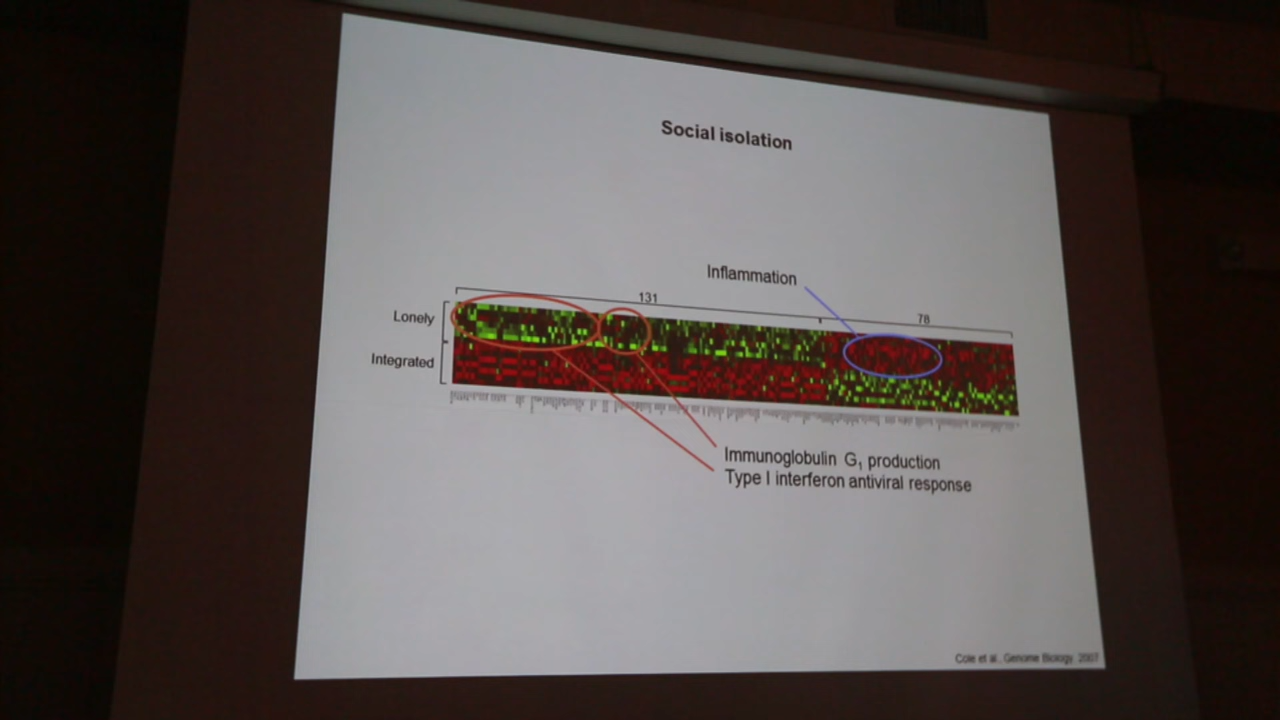 Social isolation
Inflammation
131
78
Lonely
Integrated
Immunoglobulin G₁ production
Type I interferon antiviral response
Cole et al., Genome Biology, 2007